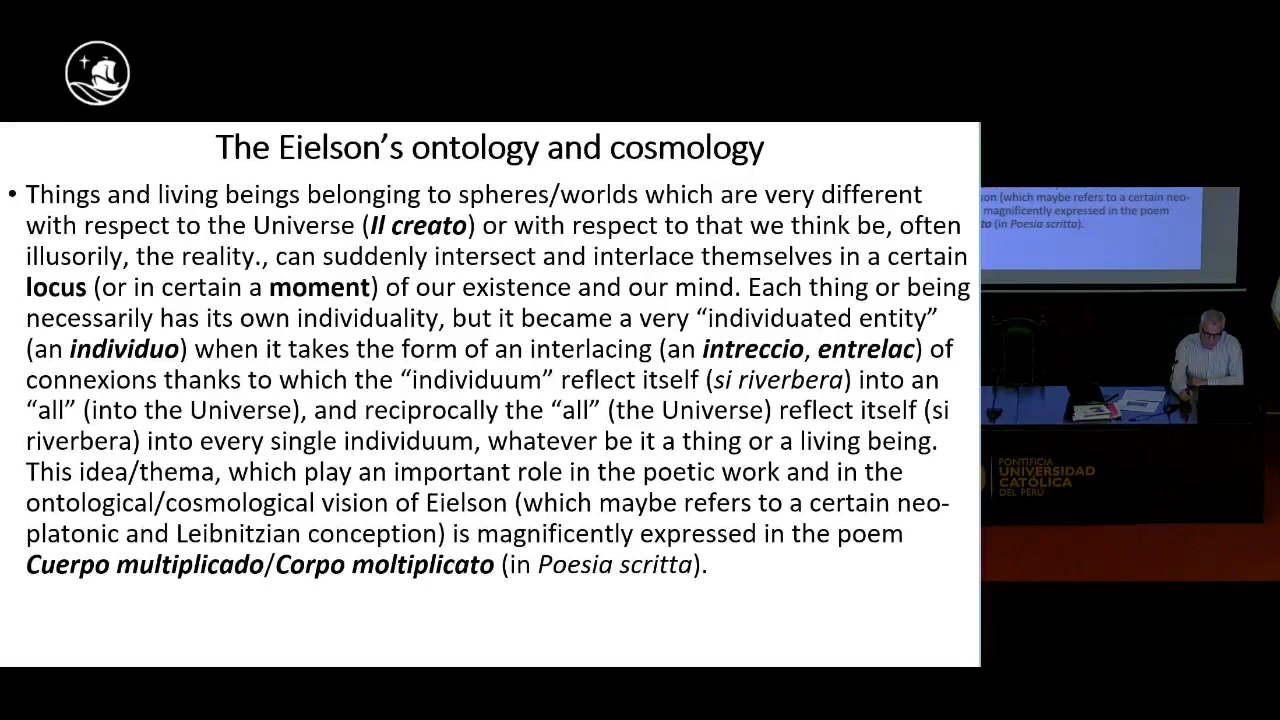 The Eielson's ontology and cosmology
• Things and living beings belonging to spheres/worlds which are very different
with respect to the Universe (Il creato) or with respect to that we think be, often
illusorily, the reality., can suddenly intersect and interlace themselves in a certain
locus (or in certain a moment) of our existence and our mind. Each thing or being
necessarily has its own individuality, but it became a very “individuated entity”
(an individuo) when it takes the form of an interlacing (an intreccio, entrelac) of
connexions thanks to which the “individuum” reflect itself (si riverbera) into an
“all” (into the Universe), and reciprocally the “all” (the Universe) reflect itself (si
riverbera) into every single individuum, whatever be it a thing or a living being.
This idea/thema, which play an important role in the poetic work and in the
ontological/cosmological vision of Eielson (which maybe refers to a certain neo-
platonic and Leibnitzian conception) is magnificently expressed in the poem
Cuerpo multiplicado/Corpo moltiplicato (in Poesia scritta).
son (which maybe refers to a certain neo-
magnificently expressed in the poem
to (in Poesia scritta).
PONTIFICIA
UNIVERSIDAD
CATÓLICA
DEL PERÚ